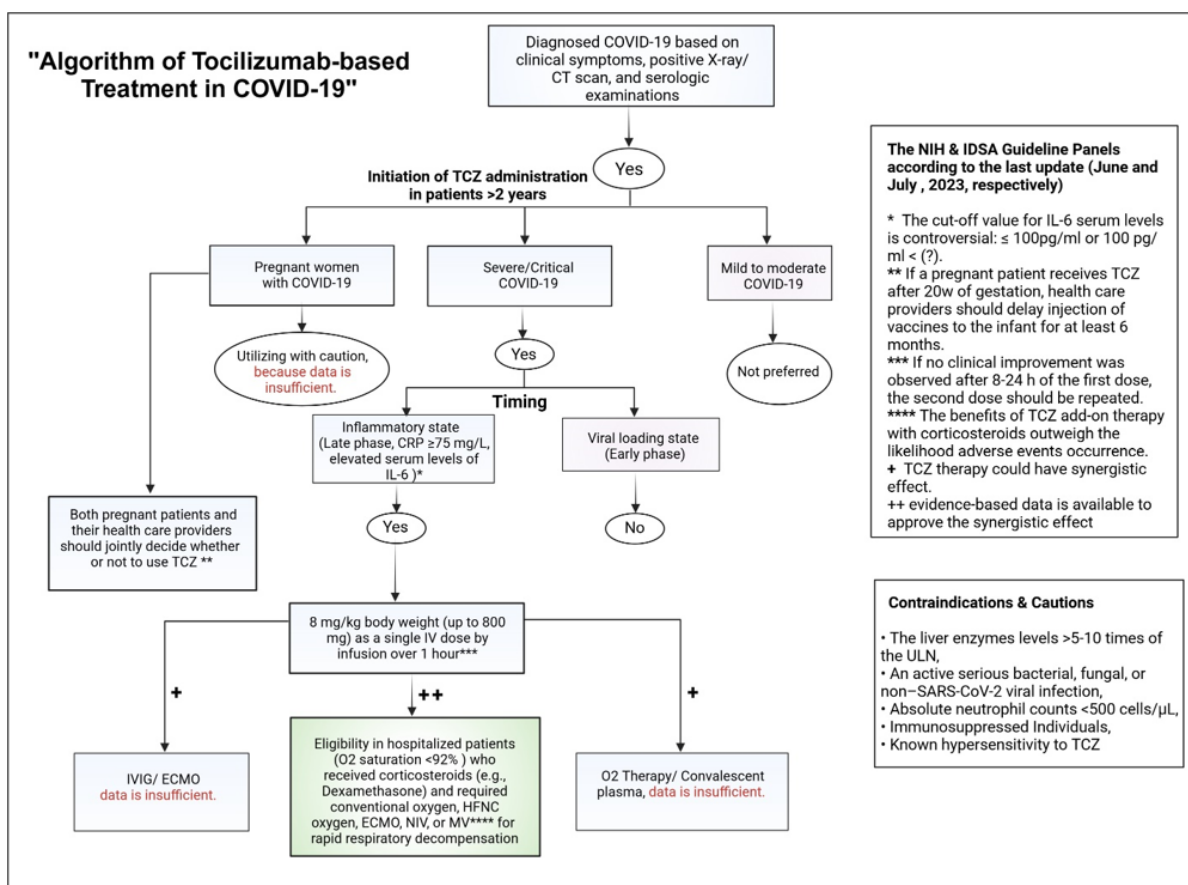 "Algorithm of Tocilizumab-based
Treatment in COVID-19"
Diagnosed COVID-19 based on
clinical symptoms, positive X-ray/
CT scan, and serologic
examinations
Yes
Initiation of TCZ administration
in patients >2 years
Pregnant women
with COVID-19
Severe/Critical
COVID-19
Mild to moderate
COVID-19
Utilizing with caution,
because data is
insufficient.
Yes
Not preferred
Timing
Inflammatory state
(Late phase, CRP ≥75 mg/L,
elevated serum levels of
IL-6 )*
Viral loading state
(Early phase)
Both pregnant patients and
their health care providers
should jointly decide whether
or not to use TCZ **
Yes
No
8 mg/kg body weight (up to 800
mg) as a single IV dose by
infusion over 1 hour***
+
++
+
IVIG/ ECMO
data is insufficient.
Eligibility in hospitalized patients
(O2 saturation <92% ) who
received corticosteroids (e.g.,
Dexamethasone) and required
conventional oxygen, HFNC
oxygen, ECMO, NIV, or MV**** for
rapid respiratory decompensation
O2 Therapy/ Convalescent
plasma, data is insufficient.
The NIH & IDSA Guideline Panels
according to the last update (June and
July , 2023, respectively)
* The cut-off value for IL-6 serum levels
is controversial: ≤ 100pg/ml or 100 pg/
ml < (?).
** If a pregnant patient receives TCZ
after 20w of gestation, health care
providers should delay injection of
vaccines to the infant for at least 6
months.
*** If no clinical improvement was
observed after 8-24 h of the first dose,
the second dose should be repeated.
**** The benefits of TCZ add-on therapy
with corticosteroids outweigh the
likelihood adverse events occurrence.
+ TCZ therapy could have synergistic
effect.
++ evidence-based data is available to
approve the synergistic effect
Contraindications & Cautions
• The liver enzymes levels >5-10 times of
the ULN,
• An active serious bacterial, fungal, or
non–SARS-CoV-2 viral infection,
• Absolute neutrophil counts <500 cells/µL,
• Immunosuppressed Individuals,
• Known hypersensitivity to TCZ